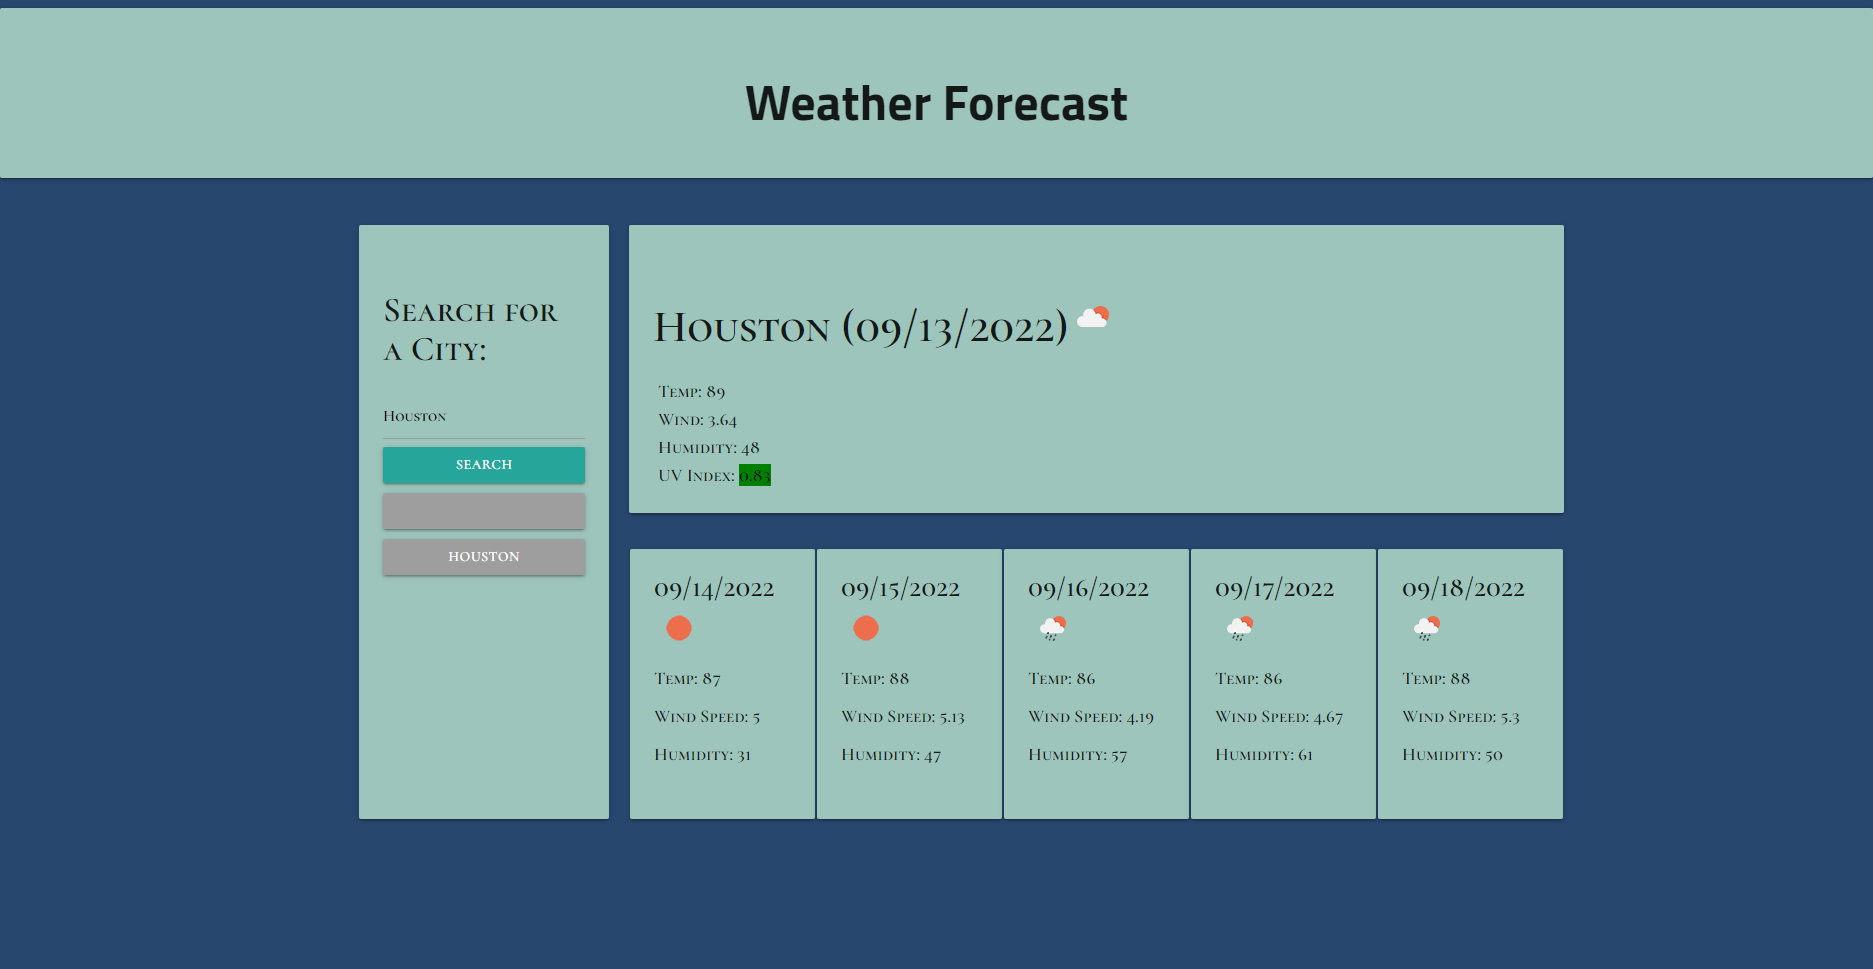 Weather Forecast
Search for
a City:
Houston
SEARCH
HOUSTON
Houston (09/13/2022)
Temp: 89
Wind: 3.64
Humidity: 48
UV Index: 0.83
09/14/2022
Temp: 87
Wind Speed: 5
Humidity: 31
09/15/2022
Temp: 88
Wind Speed: 5.13
Humidity: 47
09/16/2022
Temp: 86
Wind Speed: 4.19
Humidity: 57
09/17/2022
Temp: 86
Wind Speed: 4.67
Humidity: 61
09/18/2022
Temp: 88
Wind Speed: 5.3
Humidity: 50